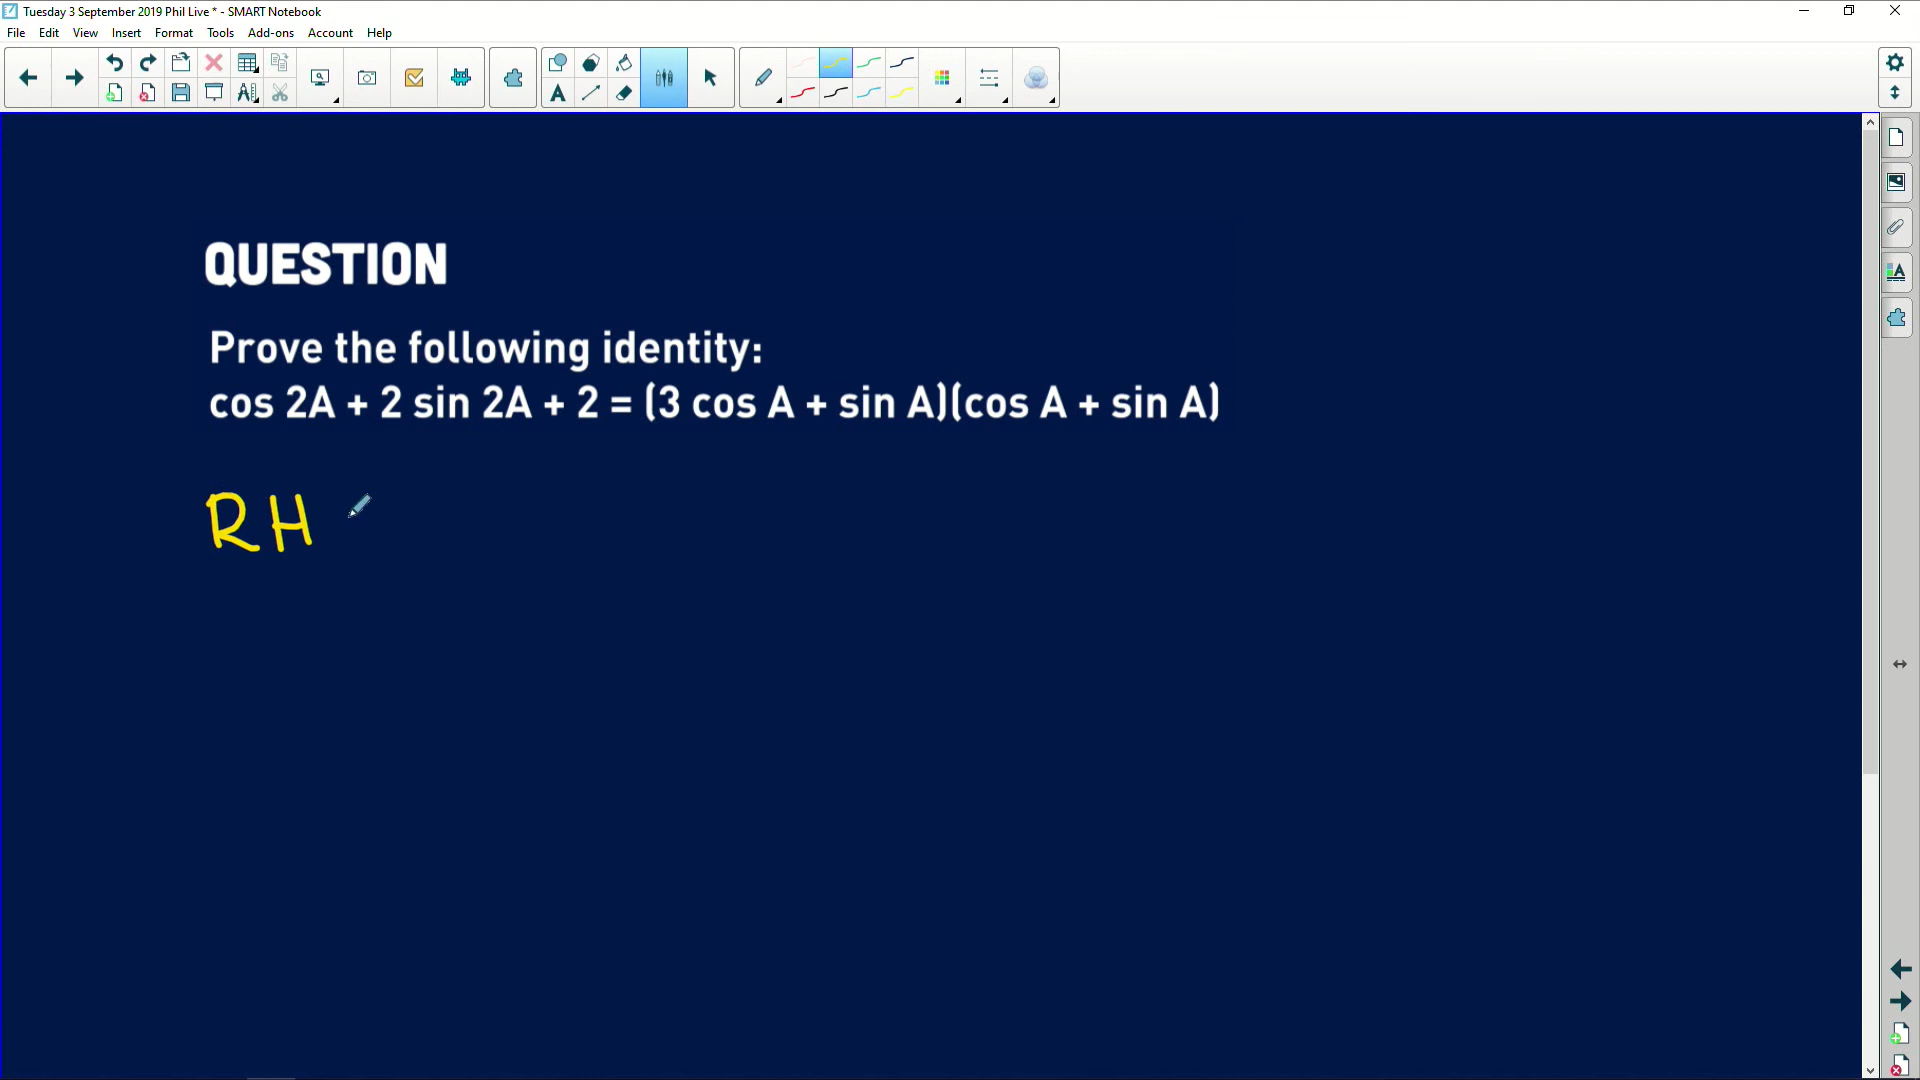 Tuesday 3 September 2019 Phil Live * - SMART Notebook
File Edit View Insert Format Tools Add-ons Account Help
QUESTION
Prove the following identity:
cos 2A + 2 sin 2A + 2 = (3 cos A + sin A)(cos A + sin A)
RH